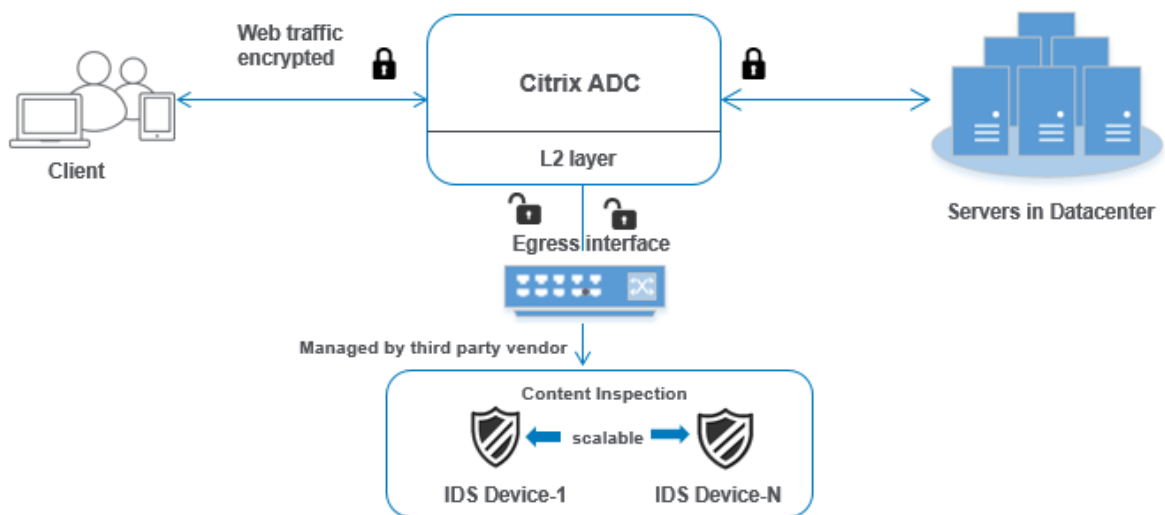 Web traffic
encrypted
Citrix ADC
L2 layer
Client
Servers in Datacenter
Egress interface
Managed by third party vendor
Content Inspection
scalable
IDS Device-1
IDS Device-N